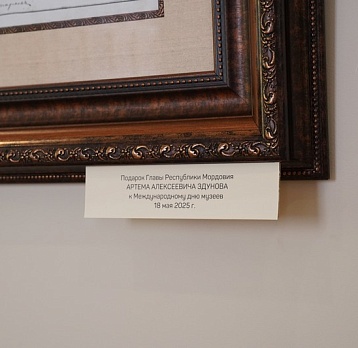 Подарок Главы Республики Мордовия
АРТЕМА АЛЕКСЕЕВИЧА ЗДУНОВА
к Международному дню музеев
18 мая 2025 г.